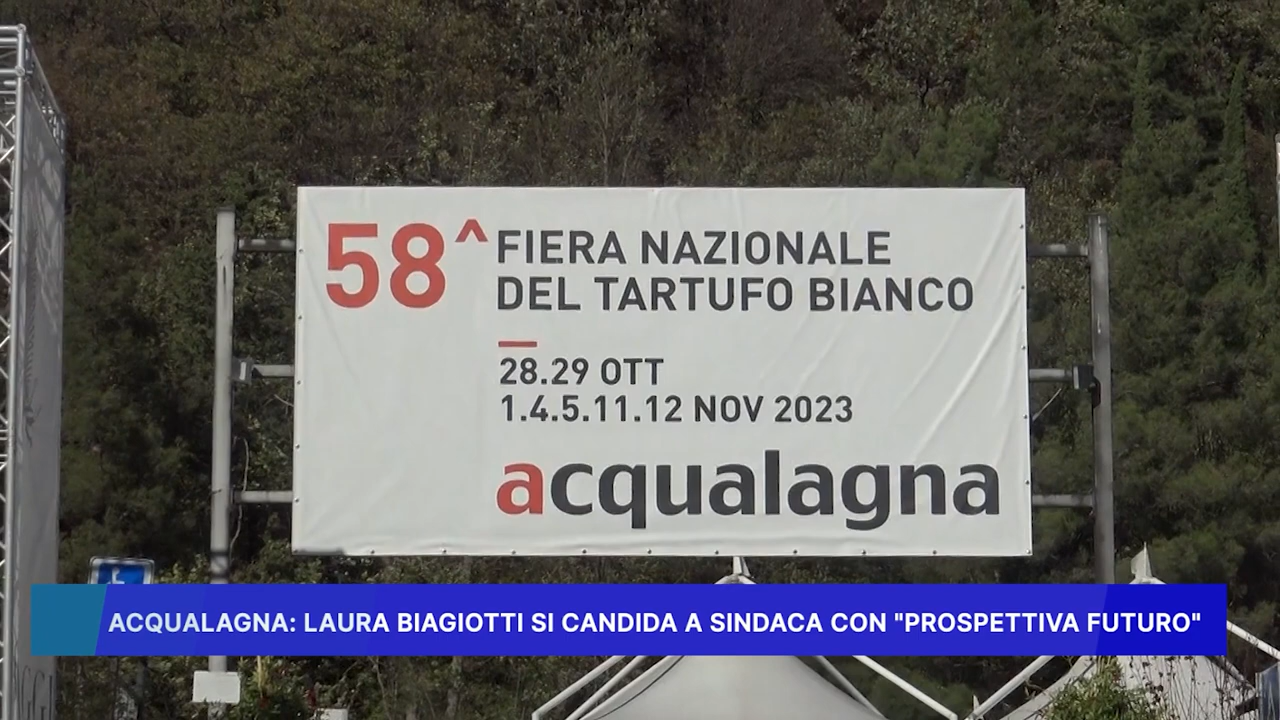 58^ FIERA NAZIONALE
DEL TARTUFO BIANCO
28.29 OTT
1.4.5.11.12 NOV 2023
acqualagna
ACQUALAGNA: LAURA BIAGIOTTI SI CANDIDA A SINDACA CON "PROSPETTIVA FUTURO"